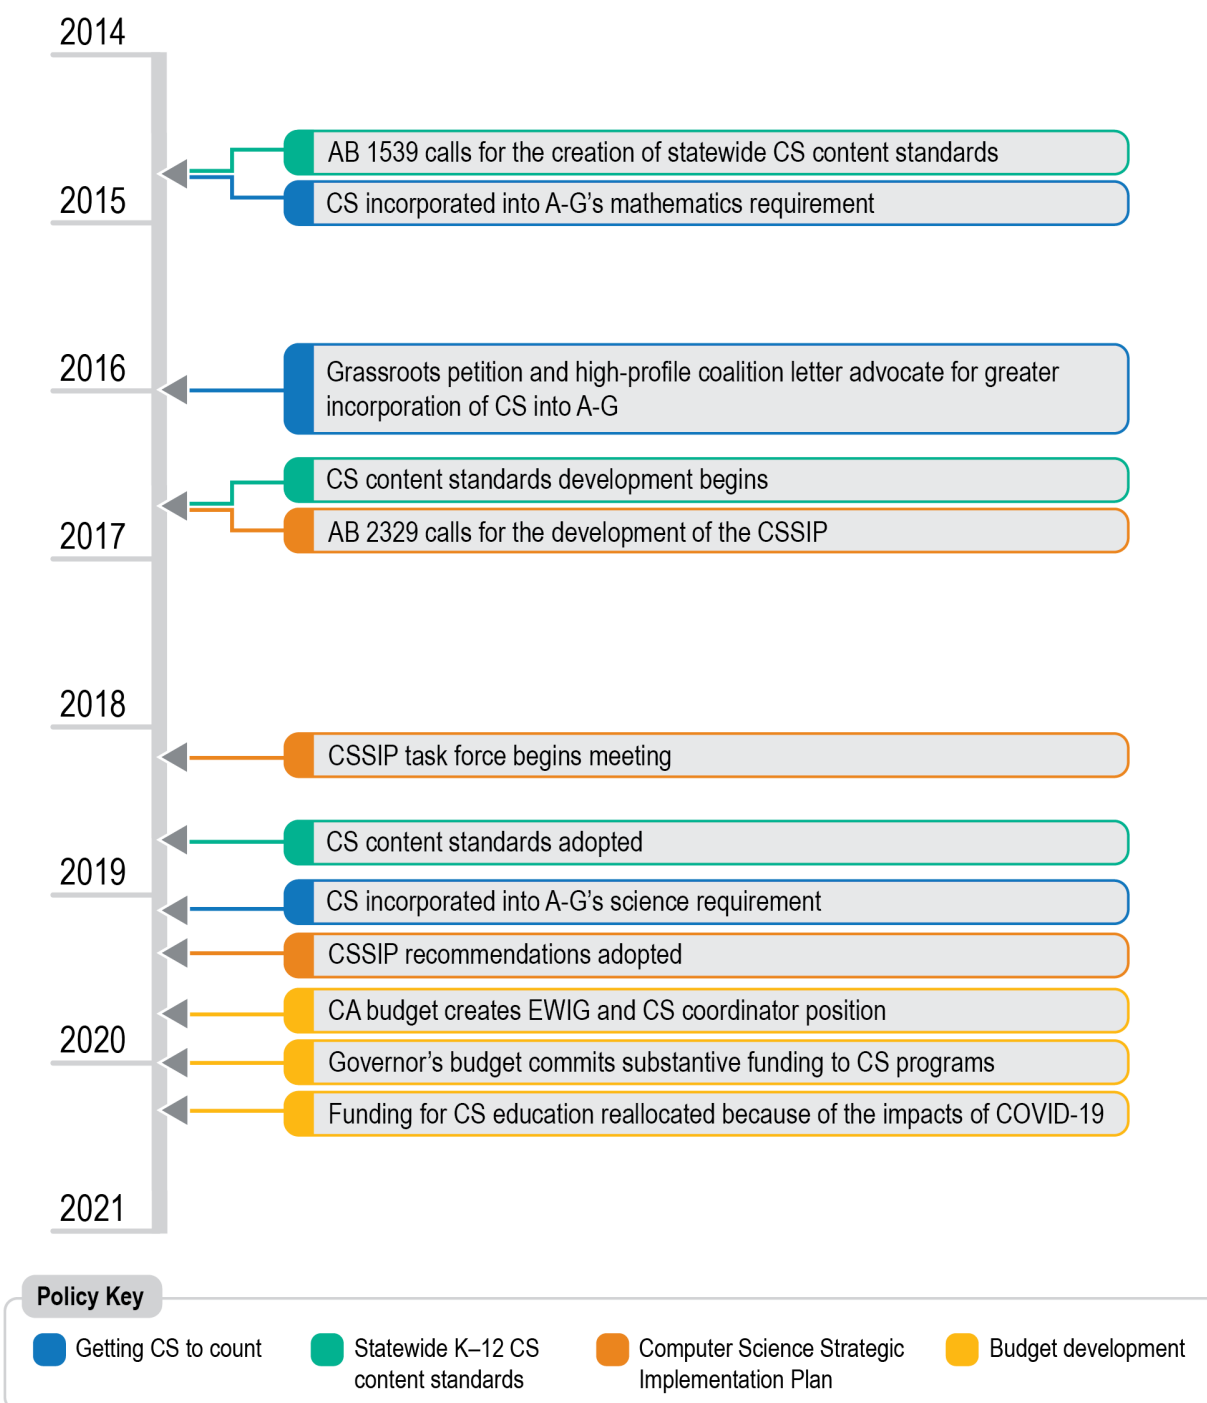 2014
AB 1539 calls for the creation of statewide CS content standards
CS incorporated into A-G’s mathematics requirement
2015
2016
Grassroots petition and high-profile coalition letter advocate for greater
incorporation of CS into A-G
CS content standards development begins
AB 2329 calls for the development of the CSSIP
2017
2018
CSSIP task force begins meeting
CS content standards adopted
2019
CS incorporated into A-G’s science requirement
CSSIP recommendations adopted
CA budget creates EWIG and CS coordinator position
2020
Governor’s budget commits substantive funding to CS programs
Funding for CS education reallocated because of the impacts of COVID-19
2021
Policy Key
Getting CS to count
Statewide K–12 CS
content standards
Computer Science Strategic
Implementation Plan
Budget development